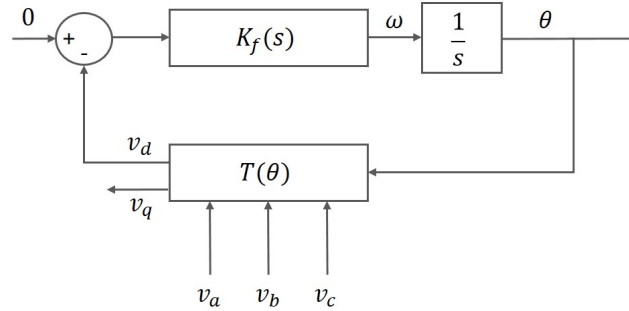 0
+
-
K_f(s)
ω
1
s
θ
v_d
v_q
T(θ)
v_a v_b v_c